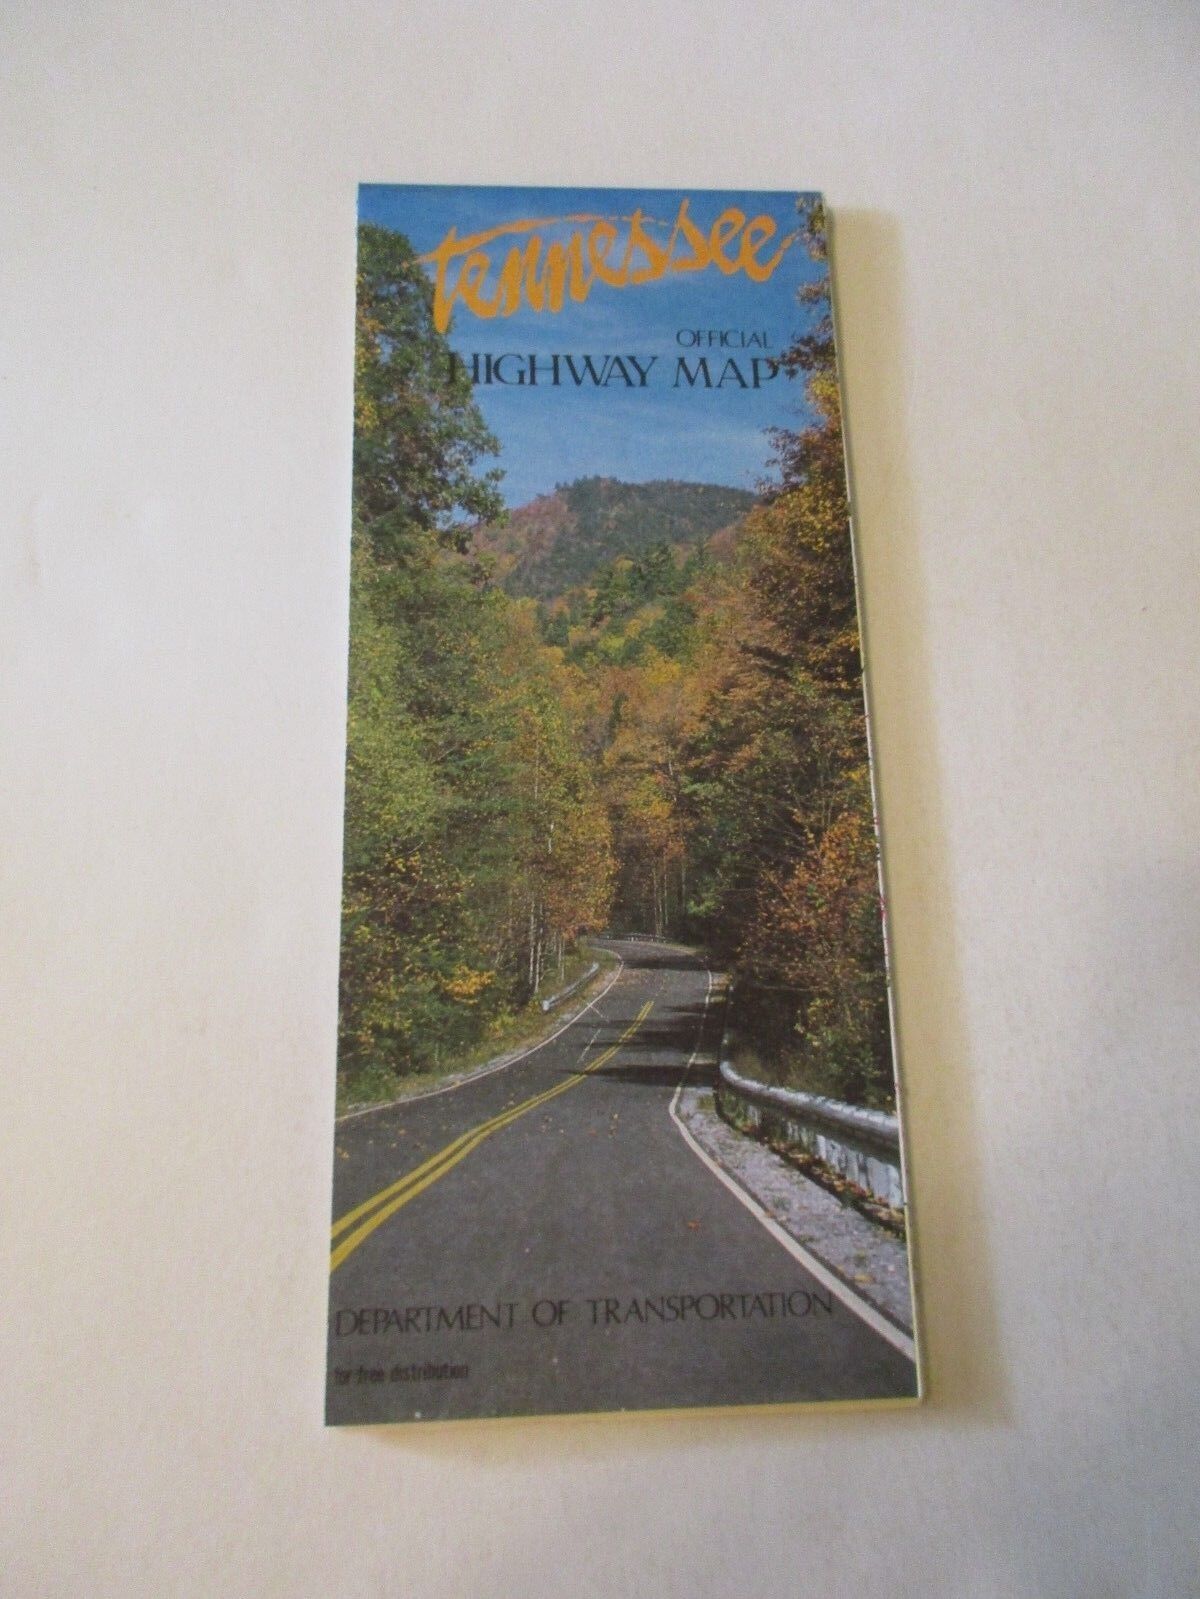 Tennessee
OFFICIAL
HIGHWAY MAP
DEPARTMENT OF TRANSPORTATION
for free distribution